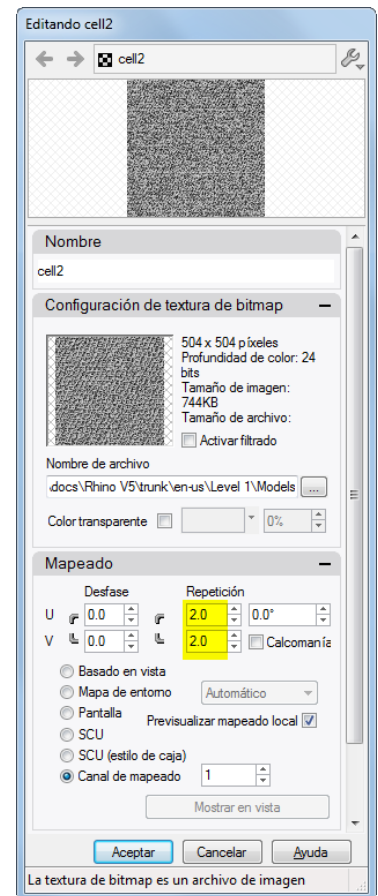 Editando cell2
cell2
Nombre
cell2
Configuración de textura de bitmap
504 x 504 píxeles
Profundidad de color: 24
bits
Tamaño de imagen:
744KB
Tamaño de archivo:
Activar filtrado
Nombre de archivo
.docs\Rhino V5\trunk\en-us\Level 1\Models ...
Color transparente 0%
Mapeado
Desfase Repetición
U 0.0 2.0 0.0°
V 0.0 2.0 Calcomanía
Basado en vista
Mapa de entorno Automático
Pantalla
Previsualizar mapeado local
SCU
SCU (estilo de caja)
Canal de mapeado 1
Mostrar en vista
Aceptar Cancelar Ayuda
La textura de bitmap es un archivo de imagen